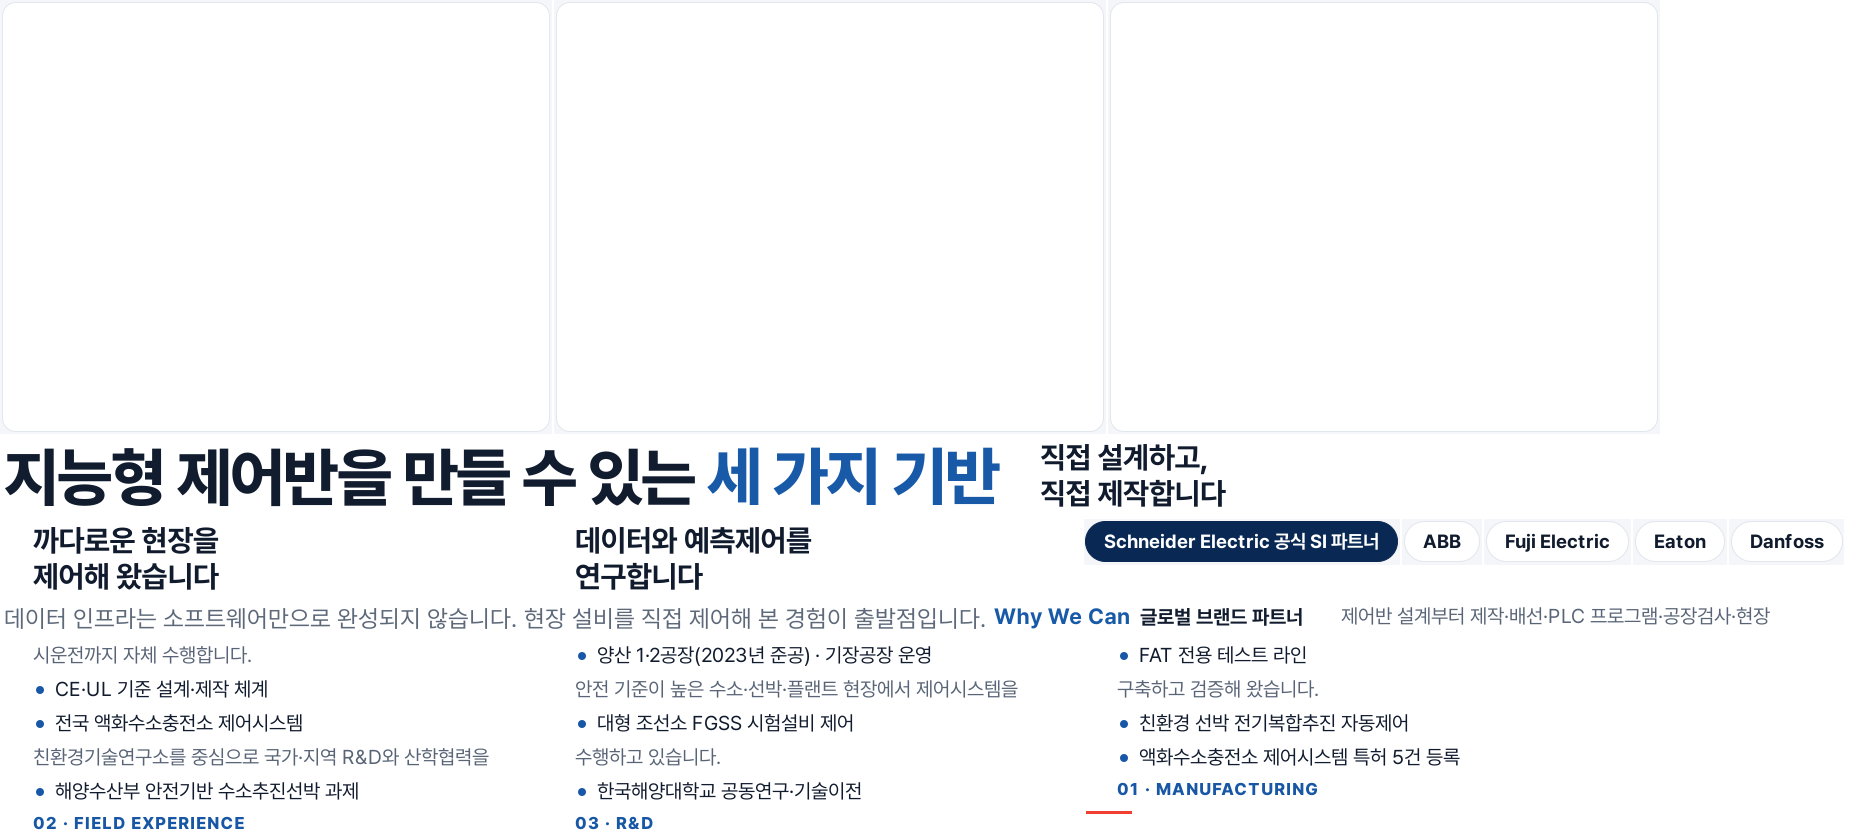 지능형 제어반을 만들 수 있는 세 가지 기반
직접 설계하고,
직접 제작합니다
까다로운 현장을
제어해 왔습니다
데이터와 예측제어를
연구합니다
Schneider Electric 공식 SI 파트너
ABB
Fuji Electric
Eaton
Danfoss
데이터 인프라는 소프트웨어만으로 완성되지 않습니다. 현장 설비를 직접 제어해 본 경험이 출발점입니다.
Why We Can
글로벌 브랜드 파트너
제어반 설계부터 제작·배선·PLC 프로그램·공장검사·현장
시운전까지 자체 수행합니다.
양산 1·2공장(2023년 준공) · 기장공장 운영
FAT 전용 테스트 라인
CE·UL 기준 설계·제작 체계
안전 기준이 높은 수소·선박·플랜트 현장에서 제어시스템을
구축하고 검증해 왔습니다.
전국 액화수소충전소 제어시스템
대형 조선소 FGSS 시험설비 제어
친환경 선박 전기복합추진 자동제어
친환경기술연구소를 중심으로 국가·지역 R&D와 산학협력을
수행하고 있습니다.
액화수소충전소 제어시스템 특허 5건 등록
해양수산부 안전기반 수소추진선박 과제
한국해양대학교 공동연구·기술이전
01 · MANUFACTURING
02 · FIELD EXPERIENCE
03 · R&D